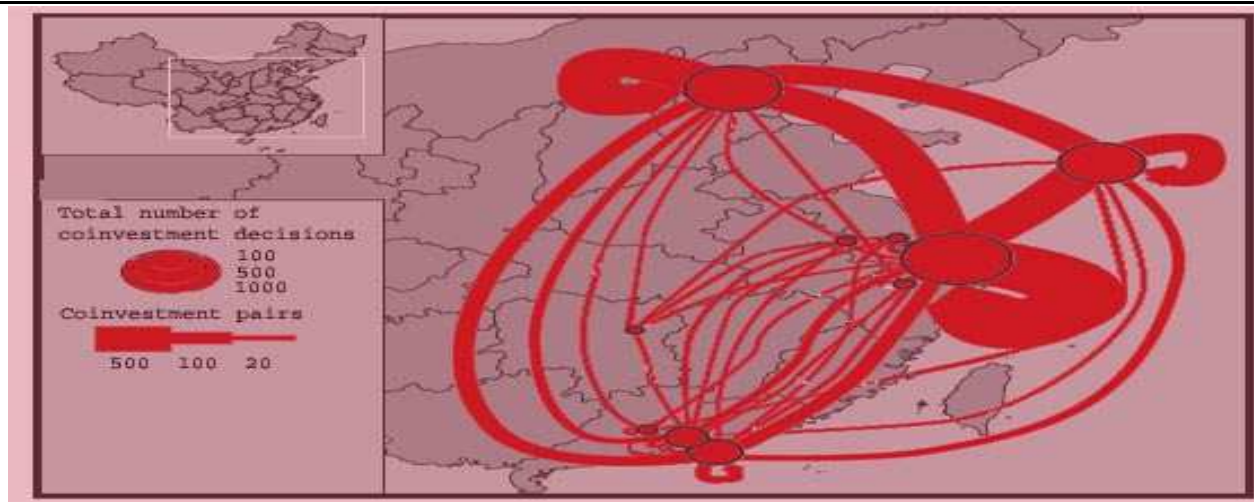 Total number of
coinvestment decisions
100
500
1000
Coinvestment pairs
500 100 20